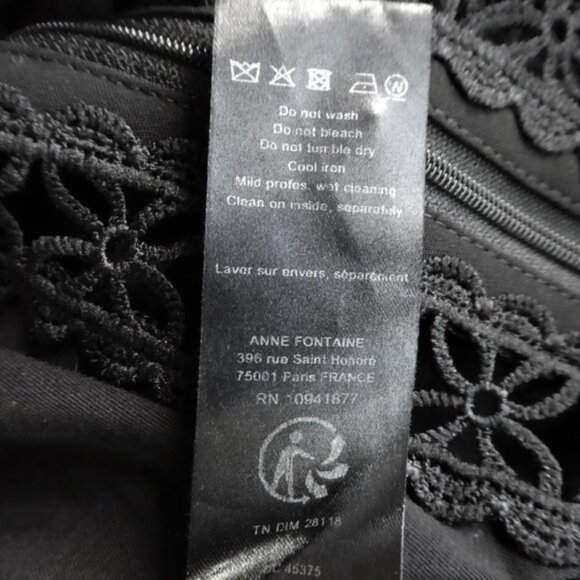 Do not wash
Do not bleach
Do not tumble dry
Cool iron
Mild profes, wet cleaning
Clean on inside, separately
Laver sur envers, séparément
ANNE FONTAINE
396 rue Saint-Honoré
75001 Paris FRANCE
RN 10941877
TN DIM 28118
DC 45375